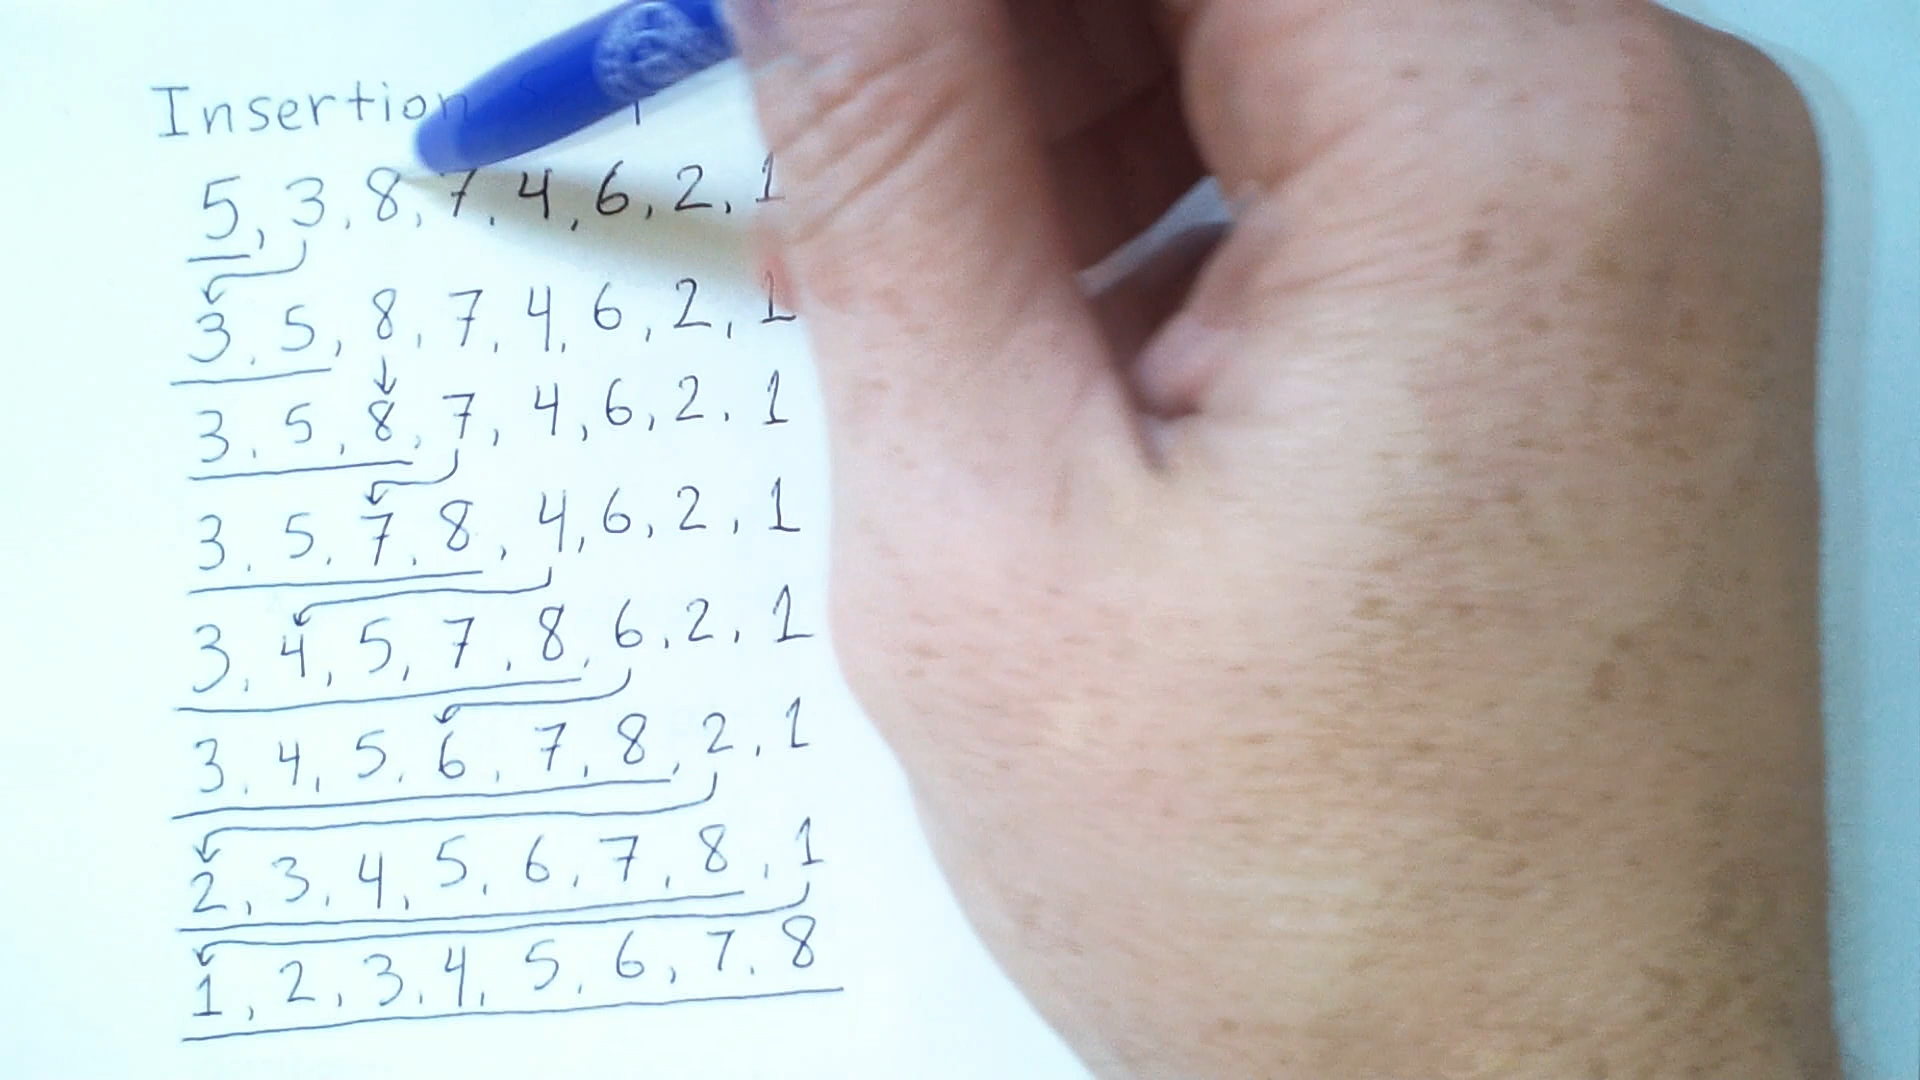 Insertion
5, 3, 8, 7, 4, 6, 2, 1
3, 5, 8, 7, 4, 6, 2, 1
3, 5, 8, 7, 4, 6, 2, 1
3, 5, 7, 8, 4, 6, 2, 1
3, 4, 5, 7, 8, 6, 2, 1
3, 4, 5, 6, 7, 8, 2, 1
2, 3, 4, 5, 6, 7, 8, 1
1, 2, 3, 4, 5, 6, 7, 8